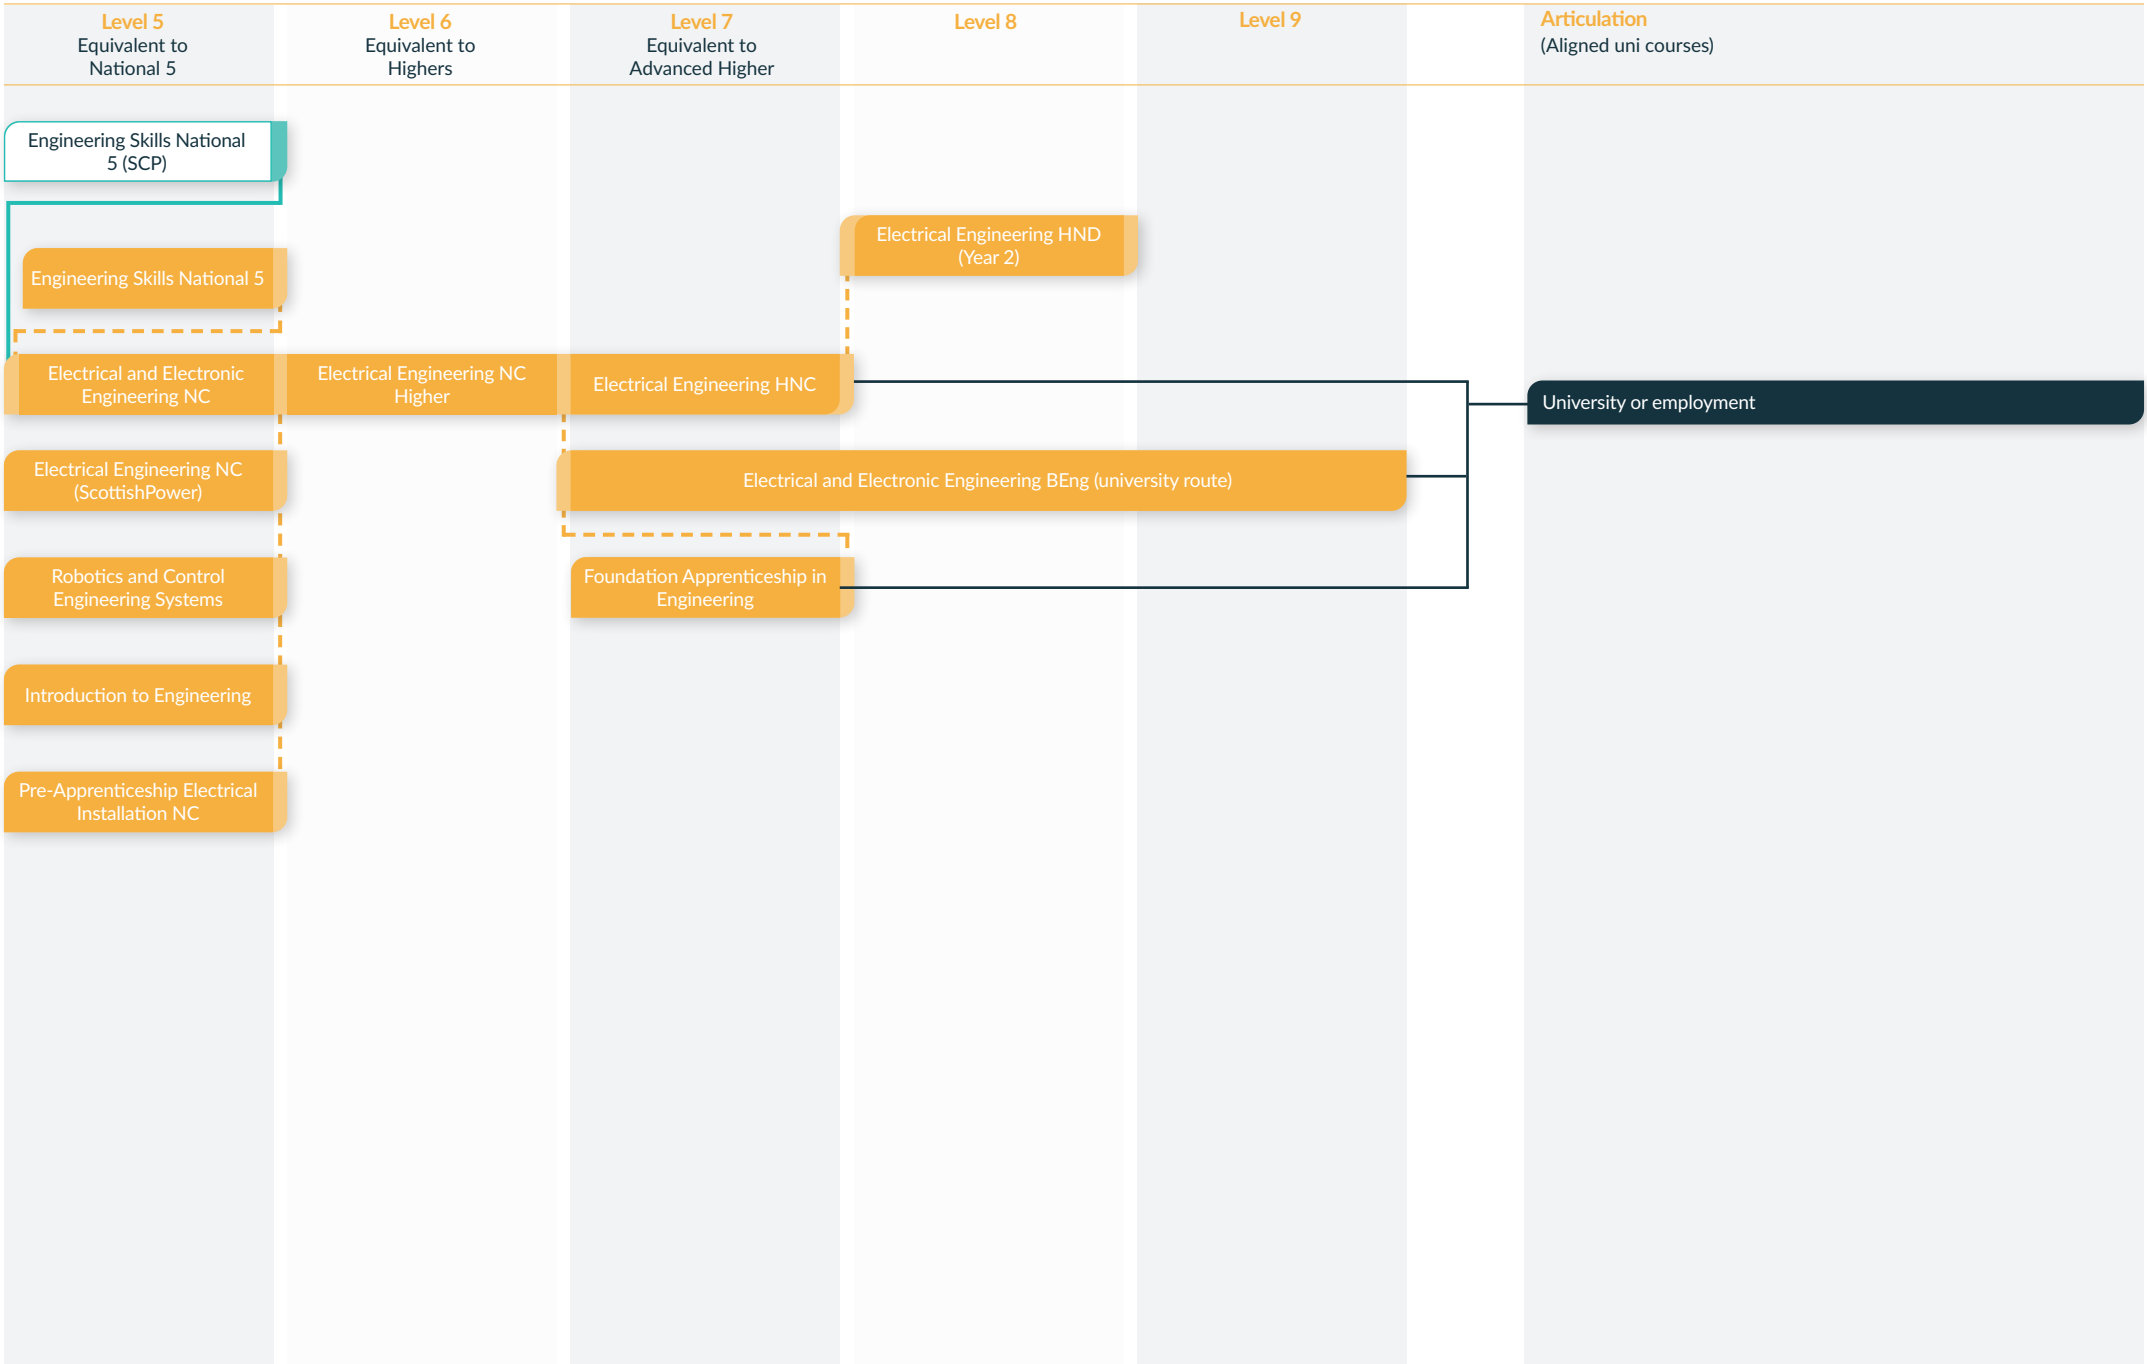 Level 5
Equivalent to
National 5
Level 6
Equivalent to
Highers
Level 7
Equivalent to
Advanced Higher
Level 8
Level 9
Articulation
(Aligned uni courses)
Engineering Skills National
5 (SCP)
Electrical Engineering HND
(Year 2)
Engineering Skills National 5
Electrical and Electronic
Engineering NC
Electrical Engineering NC
Higher
Electrical Engineering HNC
University or employment
Electrical Engineering NC
(ScottishPower)
Electrical and Electronic Engineering BEng (university route)
Robotics and Control
Engineering Systems
Foundation Apprenticeship in
Engineering
Introduction to Engineering
Pre-Apprenticeship Electrical
Installation NC